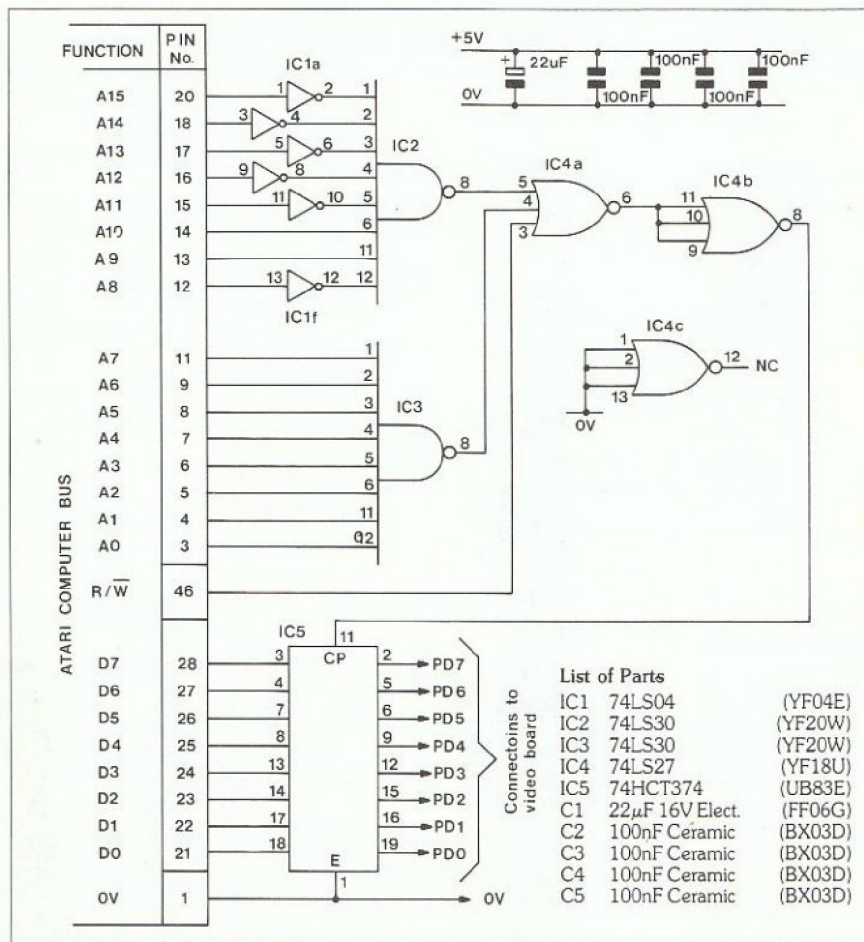 FUNCTION PIN No.
ATARI COMPUTER BUS
A15 20
A14 18
A13 17
A12 16
A11 15
A10 14
A9 13
A8 12
A7 11
A6 9
A5 8
A4 7
A3 6
A2 5
A1 4
A0 3
R/W̅ 46
D7 28
D6 27
D5 26
D4 25
D3 24
D2 23
D1 22
D0 21
0V 1
IC1a
1 2 1
3 4 2
5 6 3
9 8 4
11 10 5
6
11
13 12 12
IC1f
IC2
8
1
2
3
4
5
6
11
12
IC3
8
+5V
+ 22uF 100nF 100nF
0V 100nF 100nF
IC4a
5
4
3
6
IC4b
11
10
9
8
IC4c
1
2
13
12 NC
0V
IC5
11
CP
3 2 PD7
4 5 PD6
7 6 PD5
8 9 PD4
13 12 PD3
14 15 PD2
17 16 PD1
18 19 PD0
E
1
0V
Connectoins to
video board
List of Parts
IC1 74LS04 (YF04E)
IC2 74LS30 (YF20W)
IC3 74LS30 (YF20W)
IC4 74LS27 (YF18U)
IC5 74HCT374 (UB83E)
C1 22µF 16V Elect. (FF06G)
C2 100nF Ceramic (BX03D)
C3 100nF Ceramic (BX03D)
C4 100nF Ceramic (BX03D)
C5 100nF Ceramic (BX03D)